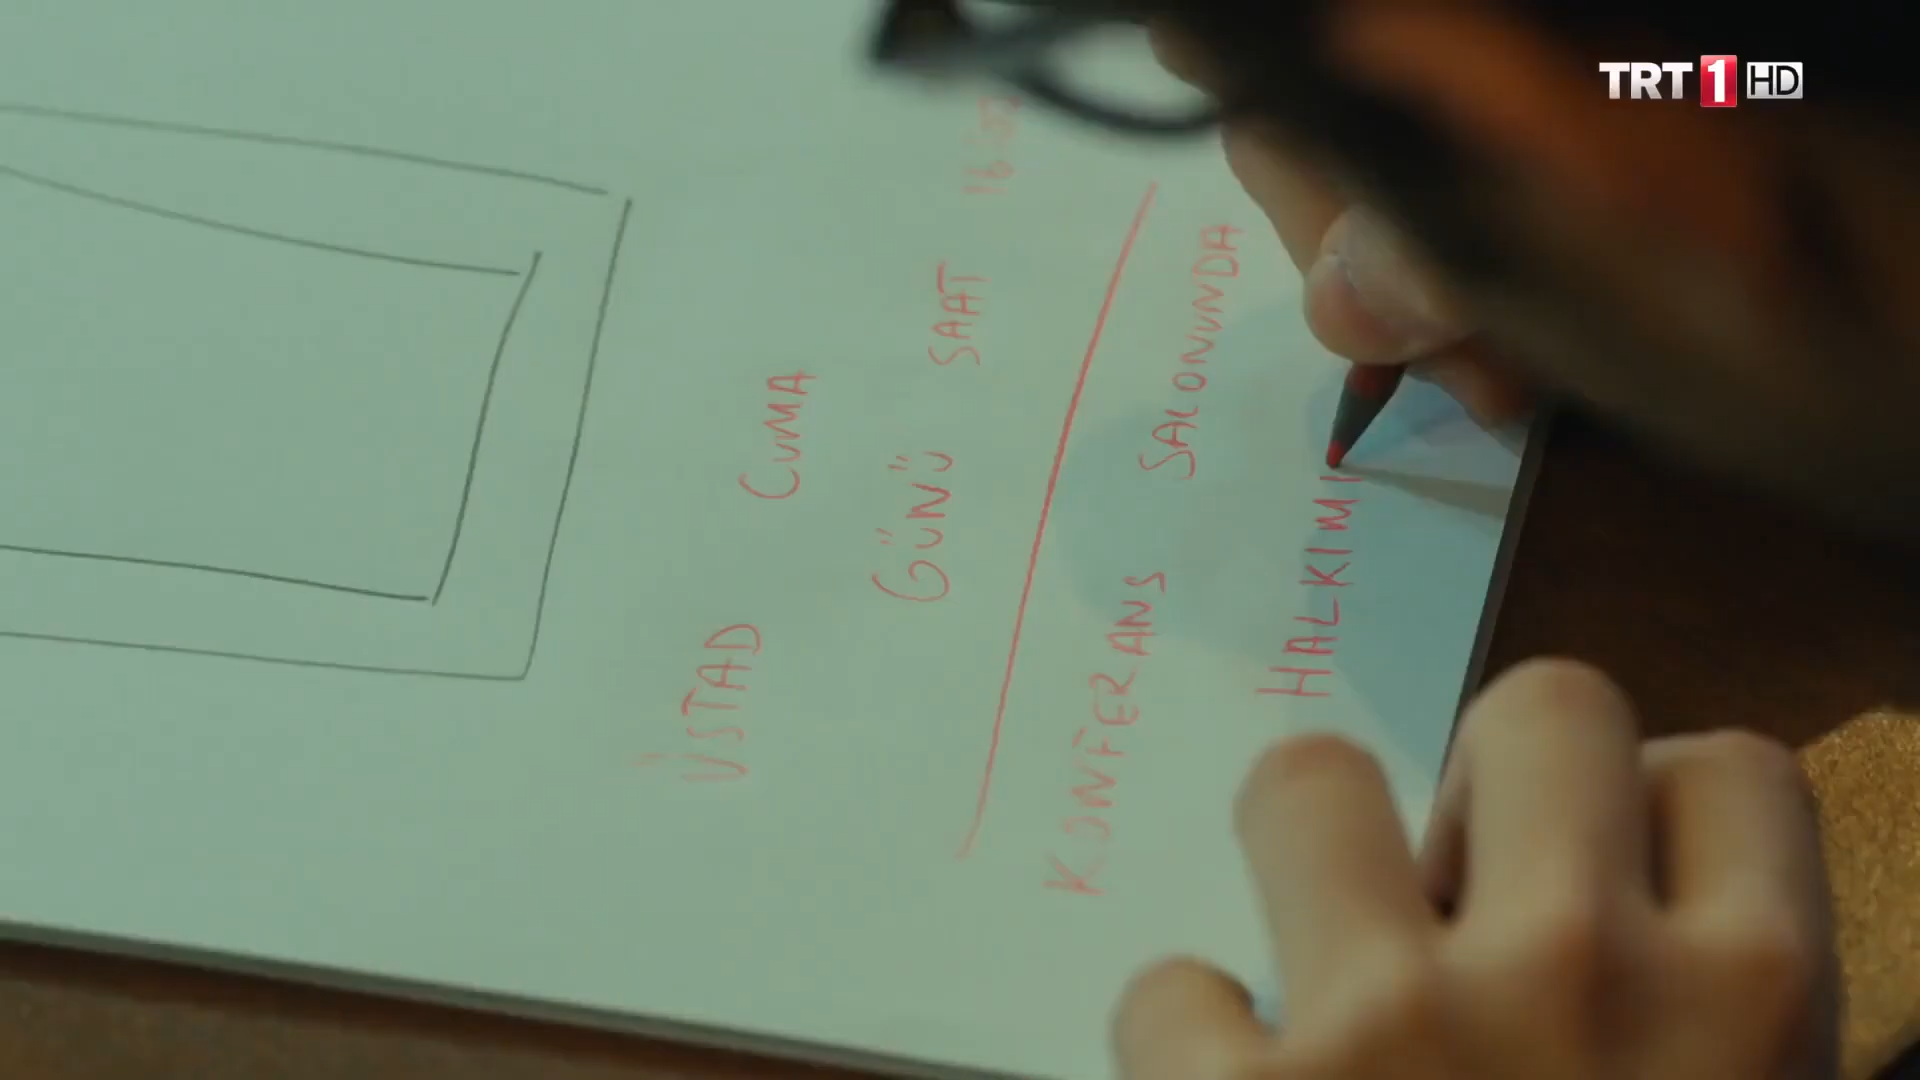 TRT 1 HD
ÜSTAD CUMA
GÜNÜ SAAT
KONFERANS SALONUNDA
HALKIMI